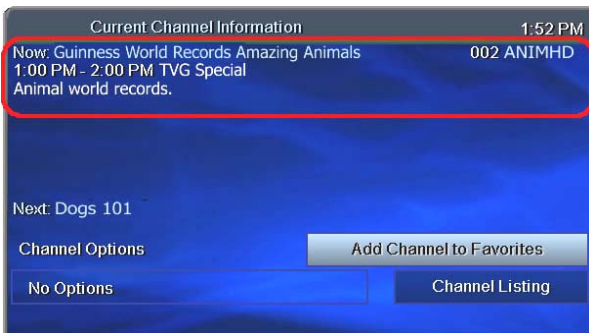 Current Channel Information 1:52 PM
Now: Guinness World Records Amazing Animals 002 ANIMHD
1:00 PM - 2:00 PM TVG Special
Animal world records.
Next: Dogs 101
Channel Options Add Channel to Favorites
No Options Channel Listing